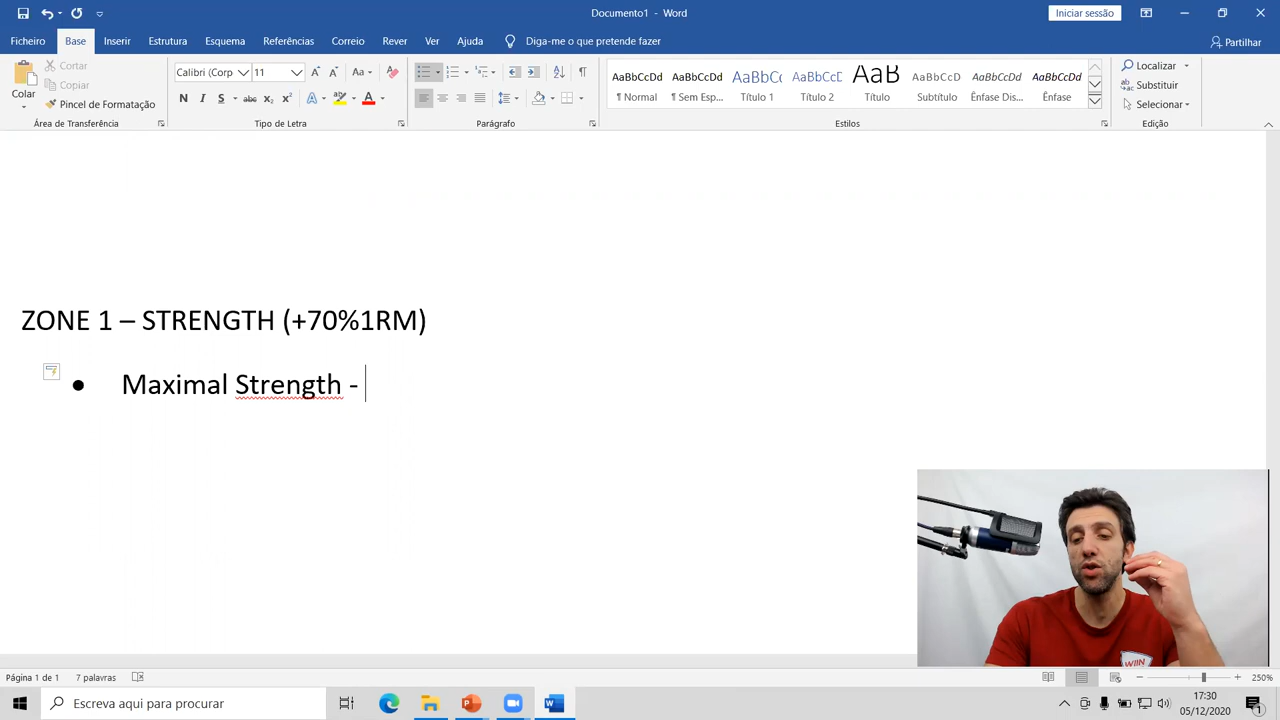 Documento1 - Word
Iniciar sessão
Ficheiro Base Inserir Estrutura Esquema Referências Correio Rever Ver Ajuda Diga-me o que pretende fazer Partilhar
Colar
Cortar
Copiar
Pincel de Formatação
Área de Transferência
Calibri (Corp 11
Tipo de Letra
Parágrafo
AaBbCcDd AaBbCcDd AaBbCc AaBbCcD AaB AaBbCcD AaBbCcDd AaBbCcDd
¶ Normal ¶ Sem Esp... Título 1 Título 2 Título Subtítulo Ênfase Dis... Ênfase
Estilos
Localizar
Substituir
Selecionar
Edição
ZONE 1 – STRENGTH (+70%1RM)
• Maximal Strength -
WIIN
Página 1 de 1 7 palavras 250%
Escreva aqui para procurar
17:30
05/12/2020
1